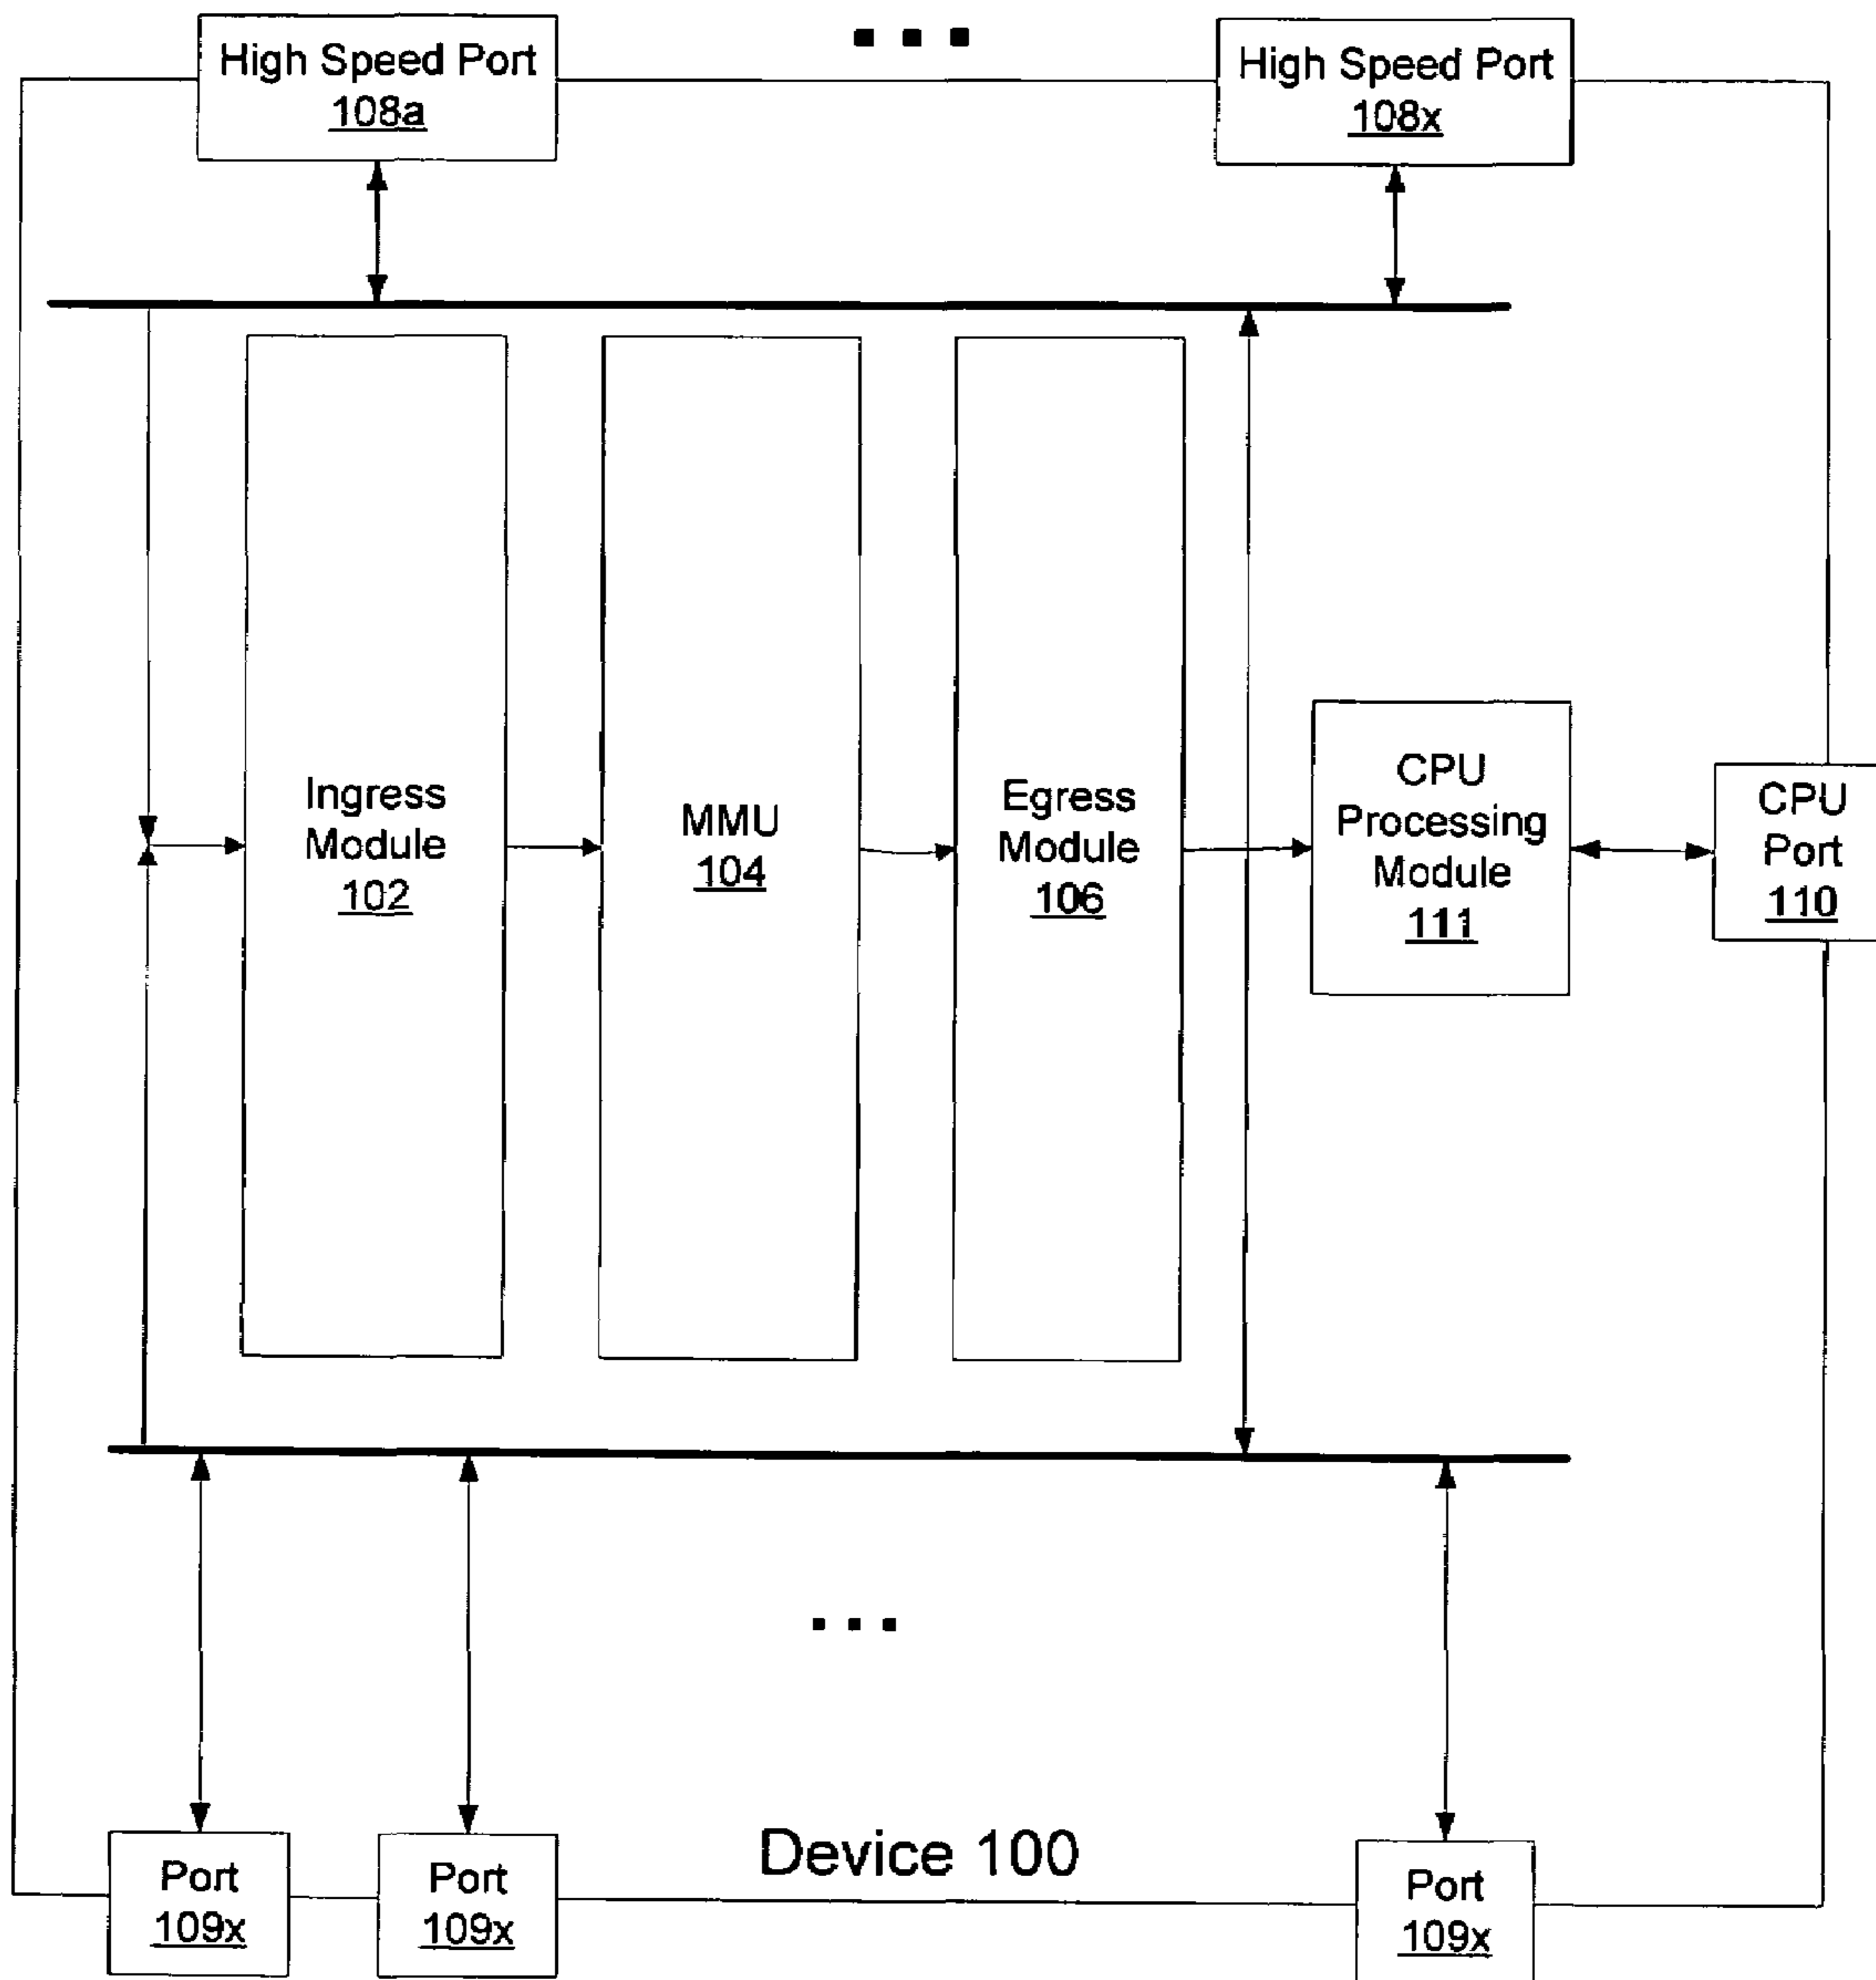 High Speed Port
108a
High Speed Port
108x
Ingress
Module
102
MMU
104
Egress
Module
106
CPU
Processing
Module
111
CPU
Port
110
Device 100
Port
109x
Port
109x
Port
109x